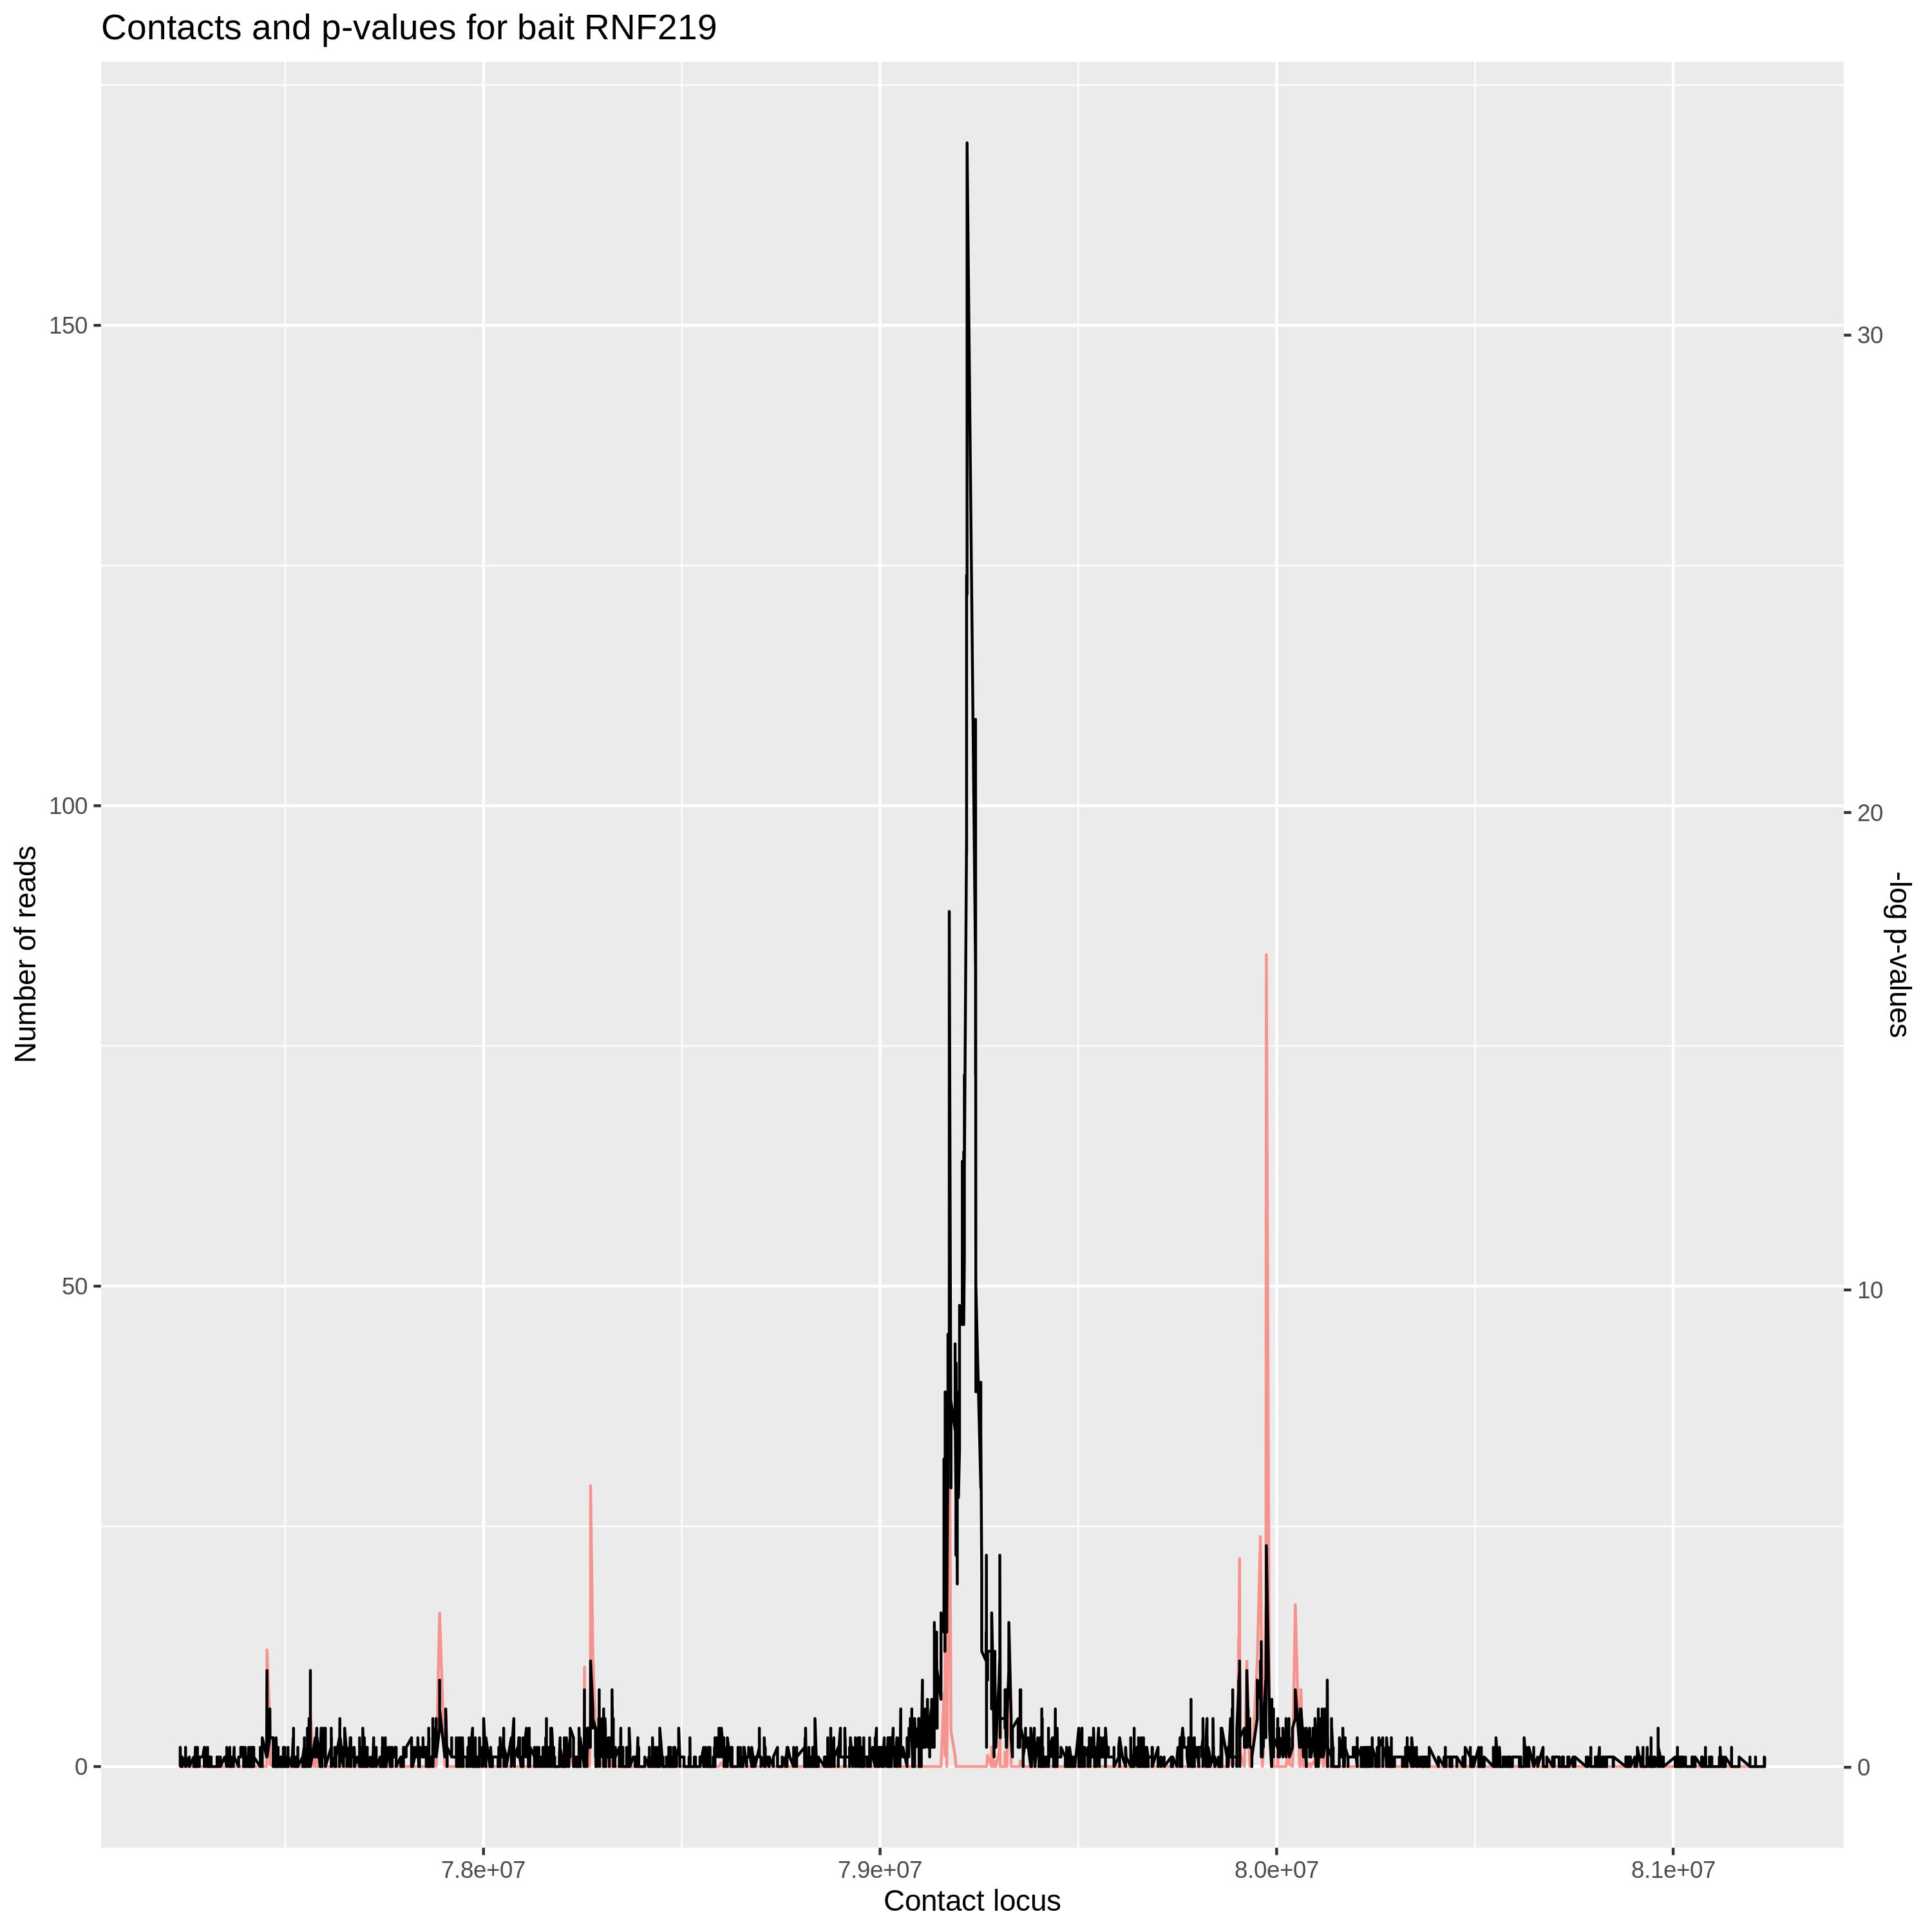 Contacts and p-values for bait RNF219
150
100
50
0
Number of reads
30
20
10
0
-log p-values
7.8e+07
7.9e+07
8.0e+07
8.1e+07
Contact locus